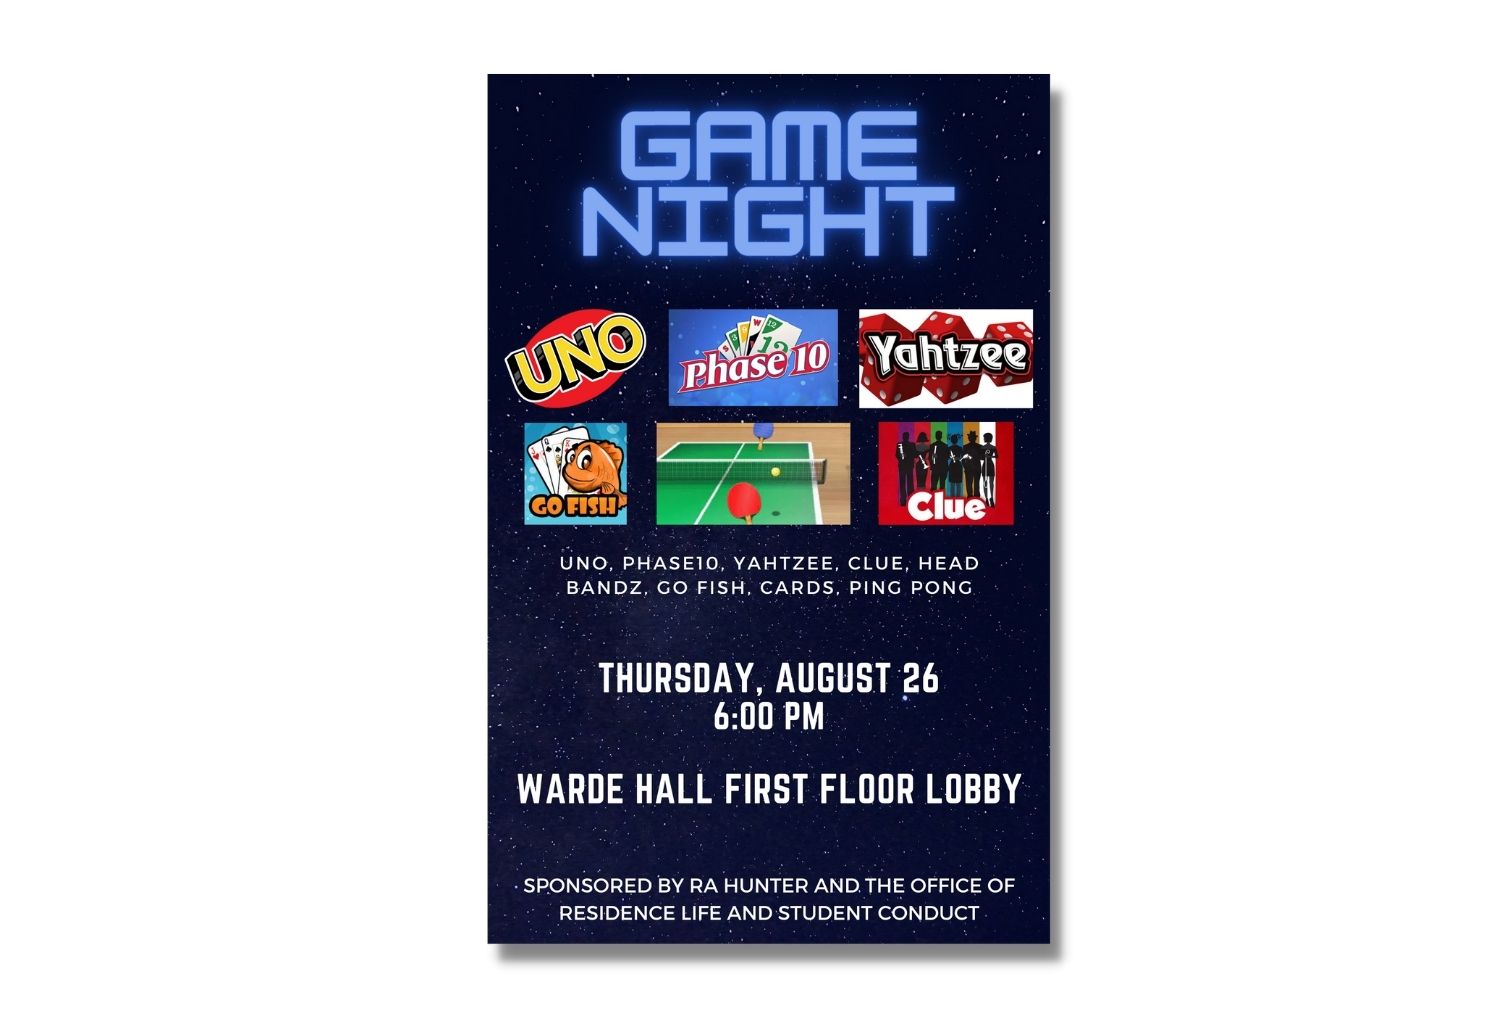 GAME
NIGHT
UNO
Phase 10
Yahtzee
GO FISH
Clue
UNO, PHASE10, YAHTZEE, CLUE, HEAD
BANDZ, GO FISH, CARDS, PING PONG
THURSDAY, AUGUST 26
6:00 PM
WARDE HALL FIRST FLOOR LOBBY
SPONSORED BY RA HUNTER AND THE OFFICE OF
RESIDENCE LIFE AND STUDENT CONDUCT